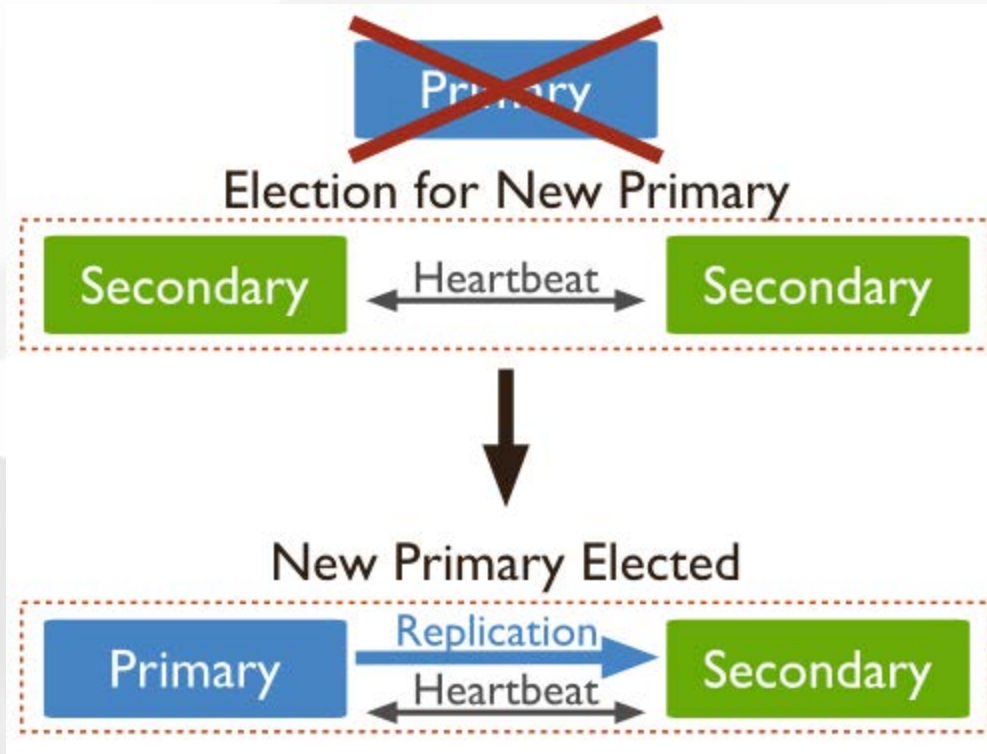 Primary
Election for New Primary
Secondary
Heartbeat
Secondary
New Primary Elected
Primary
Replication
Heartbeat
Secondary